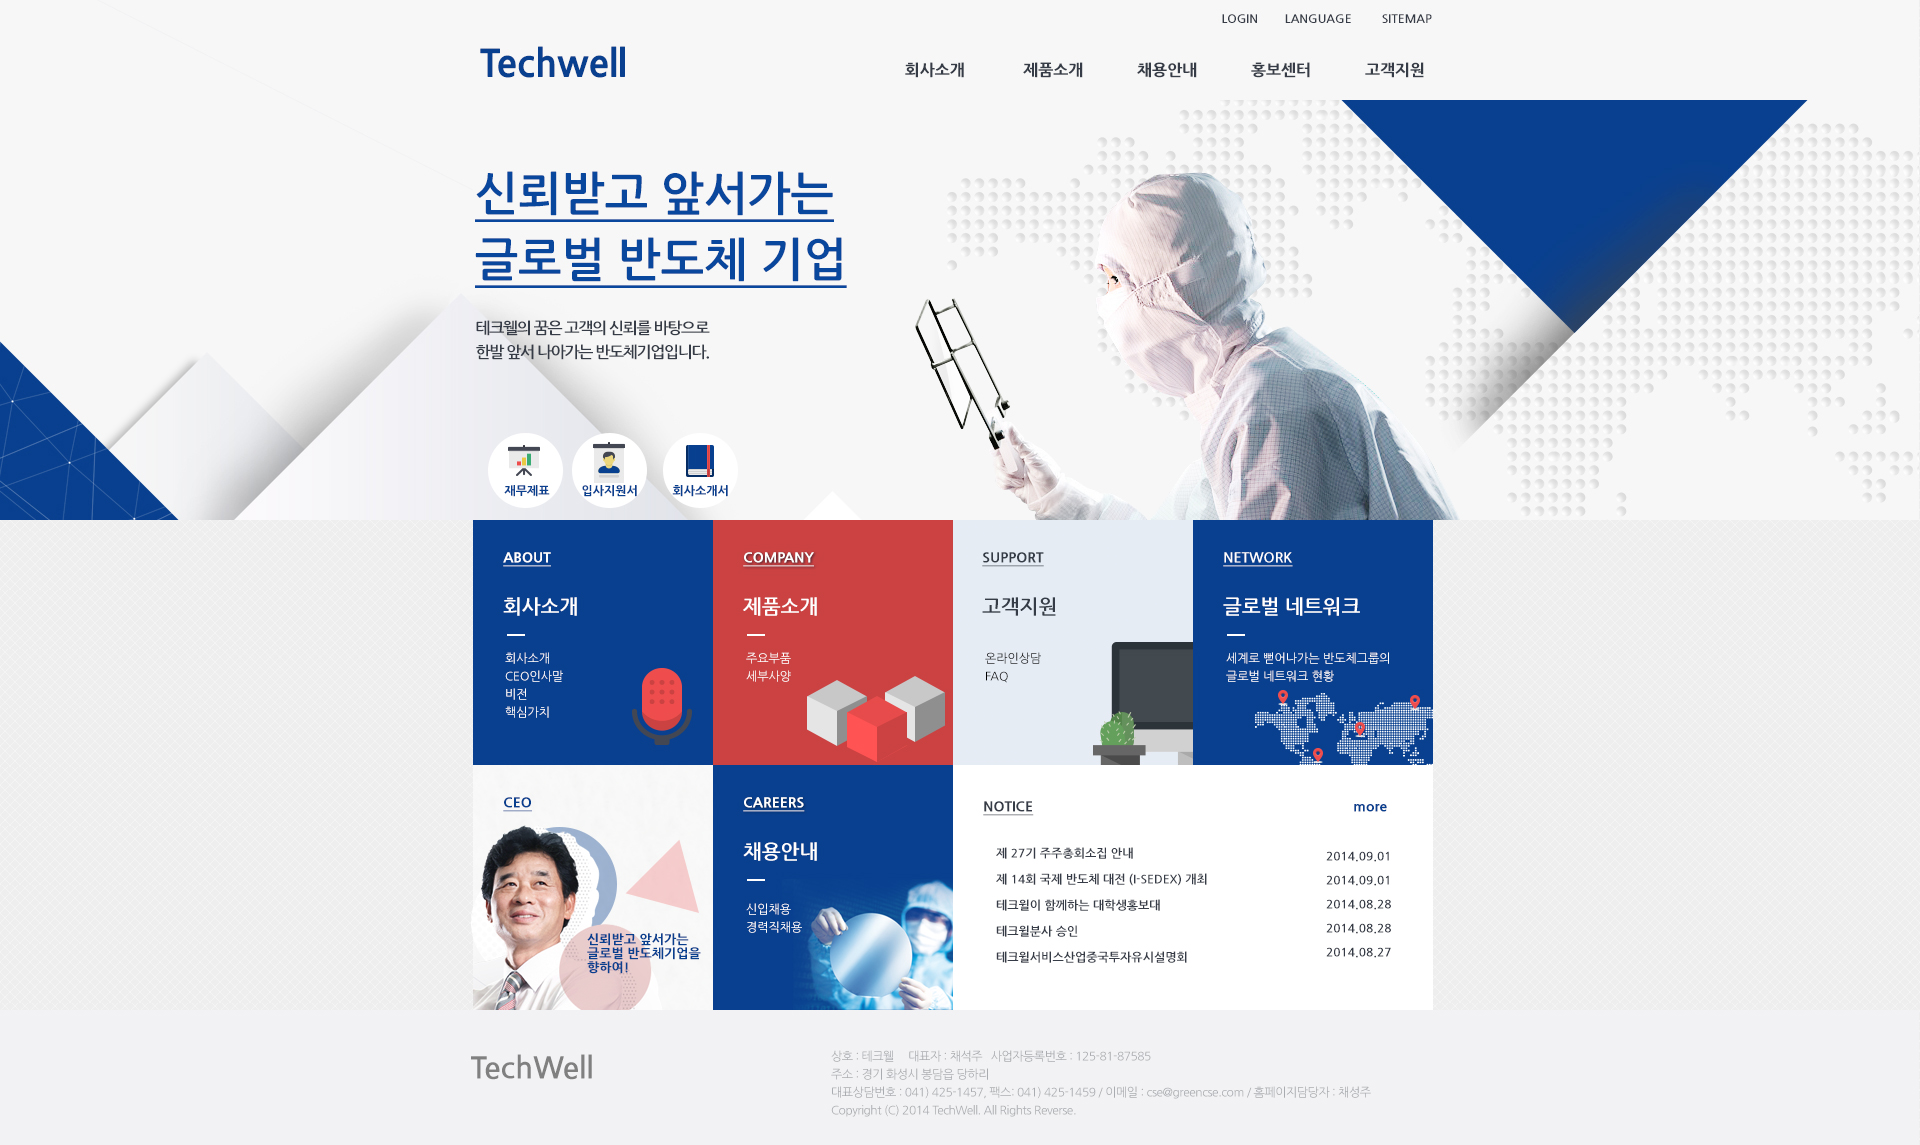 LOGIN LANGUAGE SITEMAP
Techwell
회사소개 제품소개 채용안내 홍보센터 고객지원
신뢰받고 앞서가는
글로벌 반도체 기업
테크웰의 꿈은 고객의 신뢰를 바탕으로
한발 앞서 나아가는 반도체기업입니다.
재무제표 입사지원서 회사소개서
ABOUT
회사소개
회사소개
CEO인사말
비전
핵심가치
COMPANY
제품소개
주요부품
세부사양
SUPPORT
고객지원
온라인상담
FAQ
NETWORK
글로벌 네트워크
세계로 뻗어나가는 반도체그룹의
글로벌 네트워크 현황
CEO
신뢰받고 앞서가는
글로벌 반도체기업을
향하여!
CAREERS
채용안내
신입채용
경력직채용
NOTICE more
제 27기 주주총회소집 안내 2014.09.01
제 14회 국제 반도체 대전 (I-SEDEX) 개최 2014.09.01
테크윌이 함께하는 대학생홍보대 2014.08.28
테크윌분사 승인 2014.08.28
테크윌서비스산업중국투자유시설명회 2014.08.27
TechWell
상호 : 테크웰 대표자 : 채석주 사업자등록번호 : 125-81-87585
주소 : 경기 화성시 봉담읍 당하리
대표상담번호 : 041) 425-1457, 팩스: 041) 425-1459 / 이메일 : cse@greencse.com / 홈페이지담당자 : 채성주
Copyright (C) 2014 TechWell. All Rights Reverse.